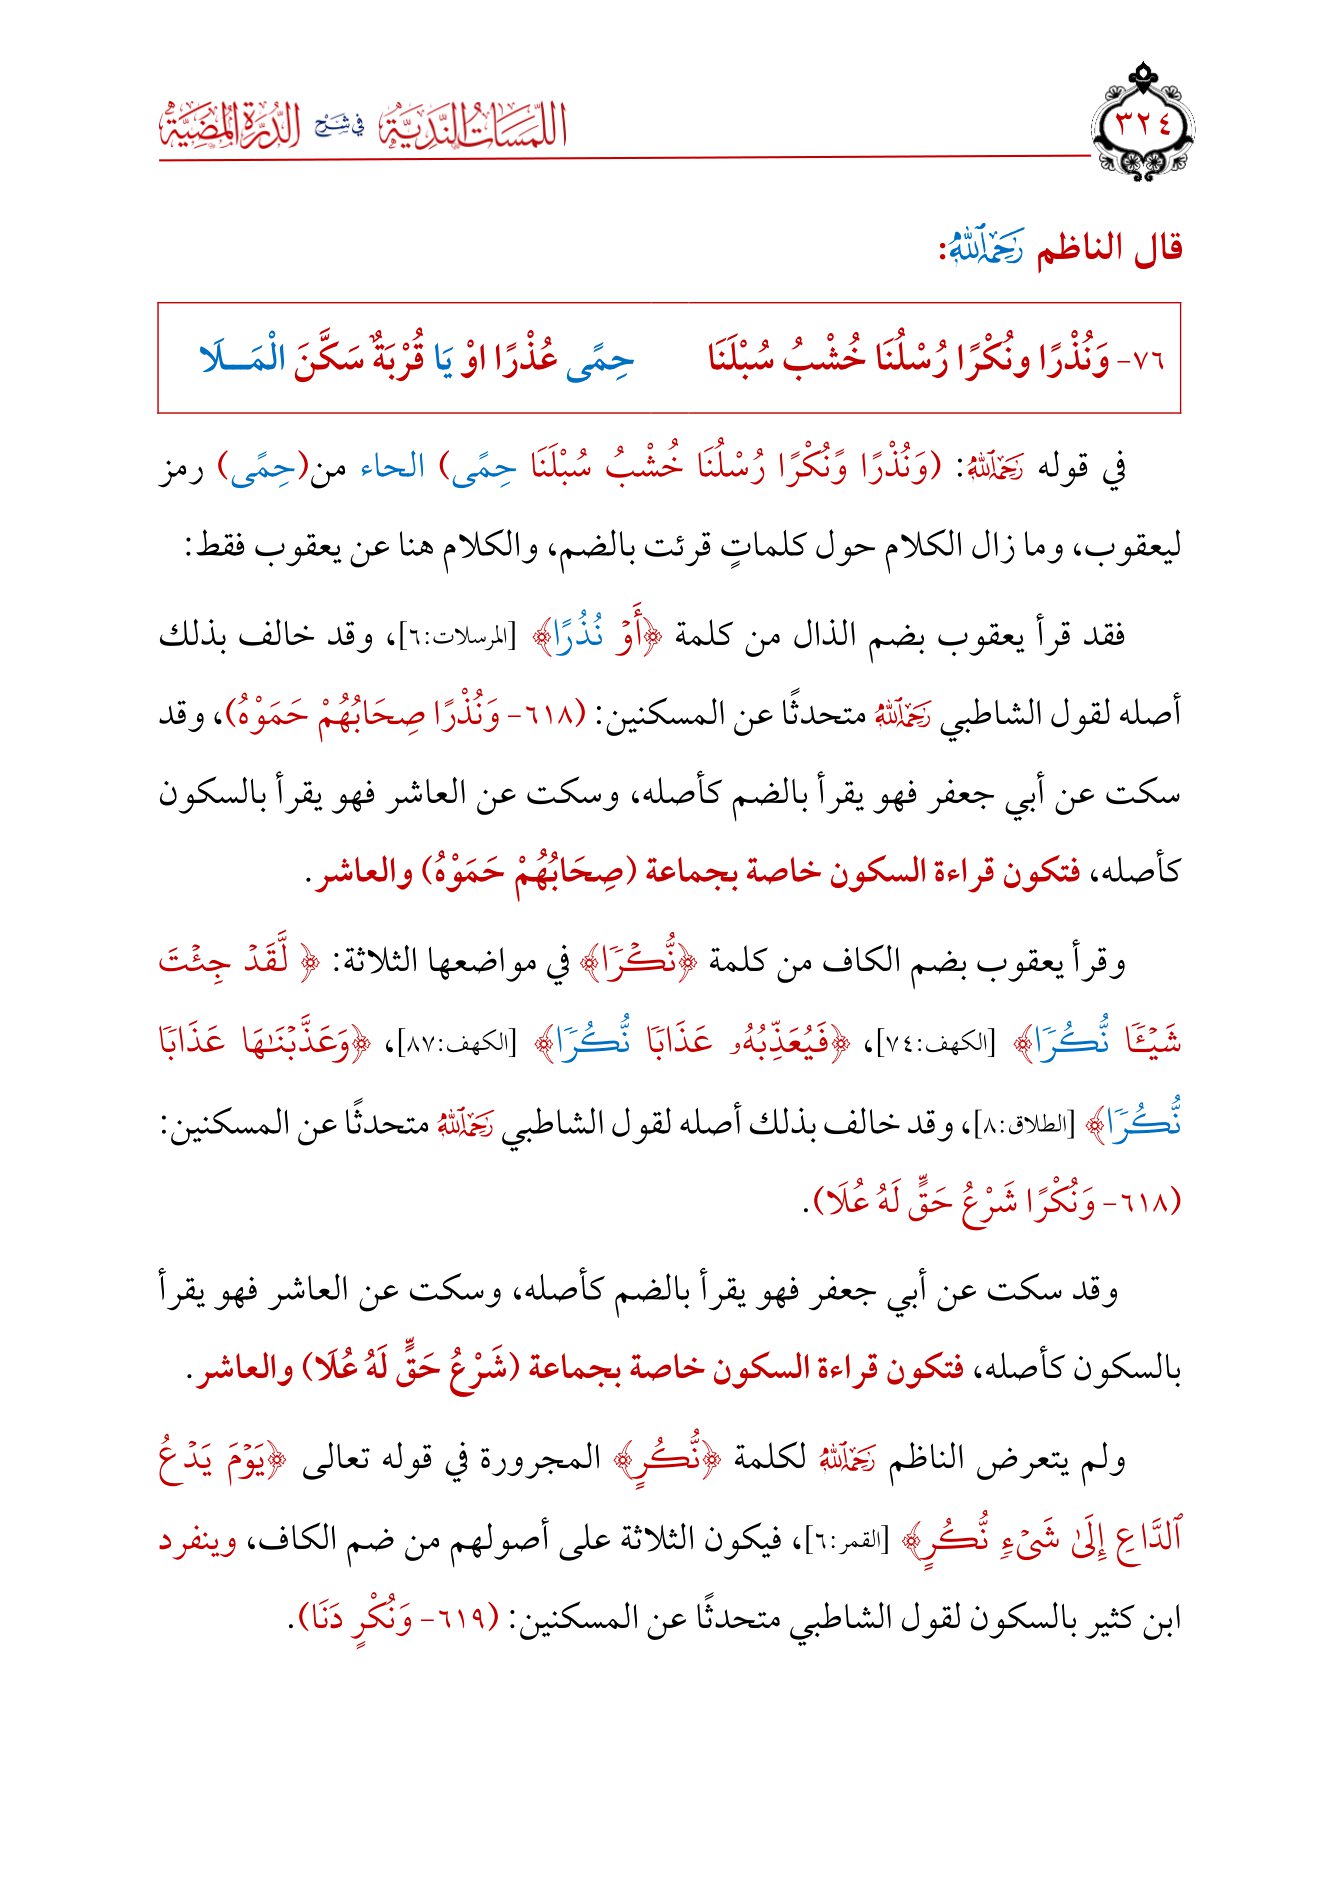 ٣٢٤
اللمسات الندية في شرح الدرة المضية
قال الناظم رَحِمَهُ ٱللَّهُ:
٧٦- وَنُذْرًا ونُكْرًا رُسْلُنَا خُشْبُ سُبْلَنَا حِمًى عُذْرًا اوْ يَا قُرْبَةٌ سَكَّنَ الْمَــلَا
في قوله رَحِمَهُ ٱللَّهُ: (وَنُذْرًا وًنُكْرًا رُسْلُنَا خُشْبُ سُبْلَنَا حِمًى) الحاء من(حِمًى) رمز
ليعقوب، وما زال الكلام حول كلماتٍ قرئت بالضم، والكلام هنا عن يعقوب فقط:
فقد قرأ يعقوب بضم الذال من كلمة ﴿أَوۡ نُذُرًا﴾ [المرسلات:٦]، وقد خالف بذلك
أصله لقول الشاطبي رَحِمَهُ ٱللَّهُ متحدثًا عن المسكنين: (٦١٨- وَنُذْرًا صِحَابُهُمْ حَمَوْهُ)، وقد
سكت عن أبي جعفر فهو يقرأ بالضم كأصله، وسكت عن العاشر فهو يقرأ بالسكون
كأصله، فتكون قراءة السكون خاصة بجماعة (صِحَابُهُمْ حَمَوْهُ) والعاشر.
وقرأ يعقوب بضم الكاف من كلمة ﴿نُّكۡرٗا﴾ في مواضعها الثلاثة: ﴿ لَّقَدۡ جِئۡتَ
شَيۡـٔٗا نُّكُرٗا﴾ [الكهف:٧٤]، ﴿فَيُعَذِّبُهُۥ عَذَابٗا نُّكُرٗا﴾ [الكهف:٨٧]، ﴿وَعَذَّبۡنَٰهَا عَذَابٗا
نُّكُرٗا﴾ [الطلاق:٨]، وقد خالف بذلك أصله لقول الشاطبي رَحِمَهُ ٱللَّهُ متحدثًا عن المسكنين:
(٦١٨- وَنُكْرًا شَرْعُ حَقٍّ لَهُ عُلَا).
وقد سكت عن أبي جعفر فهو يقرأ بالضم كأصله، وسكت عن العاشر فهو يقرأ
بالسكون كأصله، فتكون قراءة السكون خاصة بجماعة (شَرْعُ حَقٍّ لَهُ عُلَا) والعاشر.
ولم يتعرض الناظم رَحِمَهُ ٱللَّهُ لكلمة ﴿نُّكُرٍ﴾ المجرورة في قوله تعالى ﴿يَوۡمَ يَدۡعُ
ٱلدَّاعِ إِلَىٰ شَيۡءٖ نُّكُرٍ﴾ [القمر:٦]، فيكون الثلاثة على أصولهم من ضم الكاف، وينفرد
ابن كثير بالسكون لقول الشاطبي متحدثًا عن المسكنين: (٦١٩- وَنُكْرٍ دَنَا).